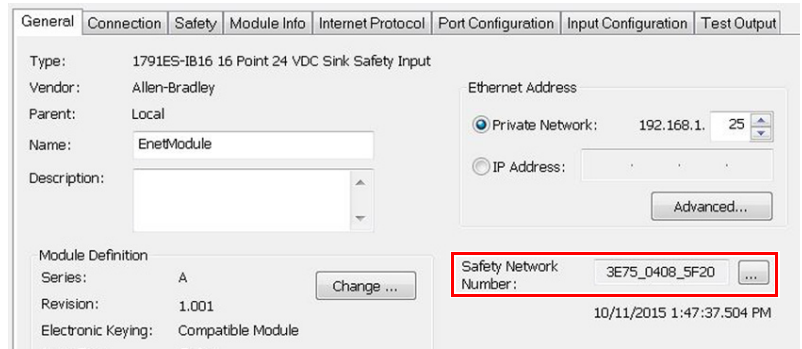 General Connection Safety Module Info Internet Protocol Port Configuration Input Configuration Test Output
Type: 1791ES-IB16 16 Point 24 VDC Sink Safety Input
Vendor: Allen-Bradley
Parent: Local
Name: EnetModule
Description:
Ethernet Address
Private Network: 192.168.1. 25
IP Address: . . .
Advanced...
Module Definition
Series: A
Change ...
Revision: 1.001
Electronic Keying: Compatible Module
Safety Network
Number: 3E75_0408_5F20 ...
10/11/2015 1:47:37.504 PM